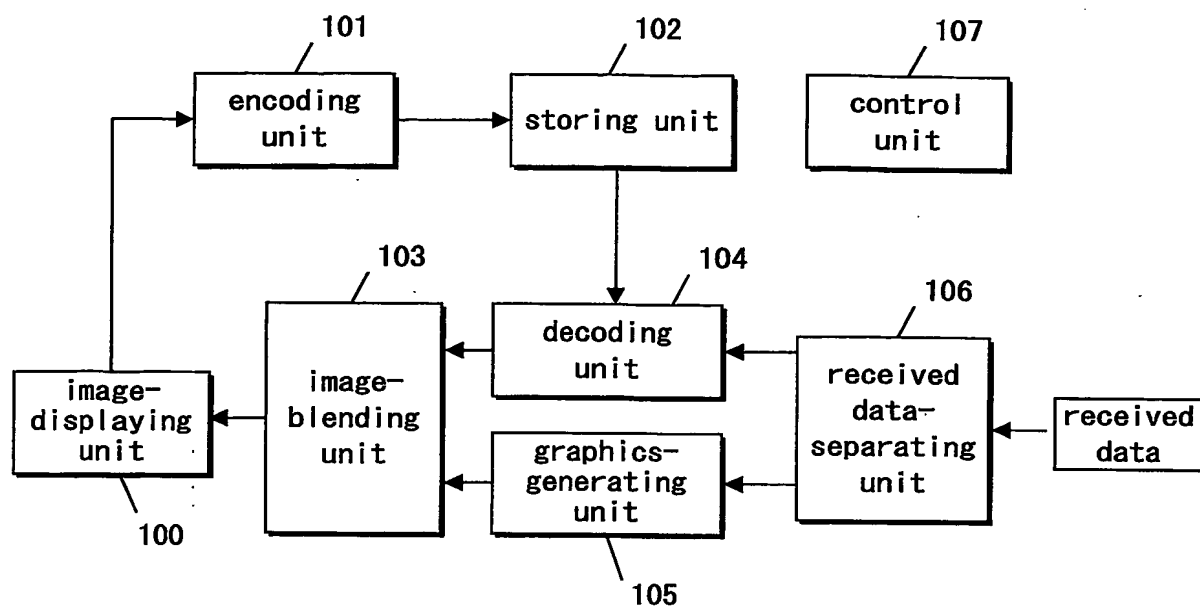 101
102
107
encoding
unit
storing unit
control
unit
103
104
106
decoding
unit
image-
displaying
unit
image-
blending
unit
received
data-
separating
unit
received
data
graphics-
generating
unit
100
105